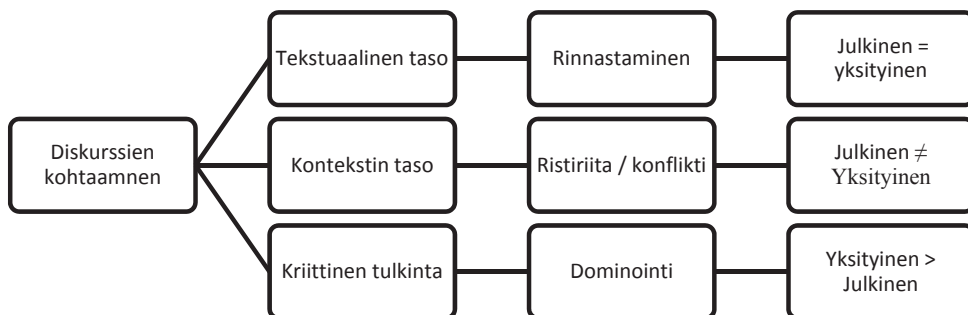 Diskurssien
kohtaamnen
Tekstuaalinen taso
Rinnastaminen
Julkinen =
yksityinen
Kontekstin taso
Ristiriita / konflikti
Julkinen ≠
Yksityinen
Kriittinen tulkinta
Dominointi
Yksityinen >
Julkinen